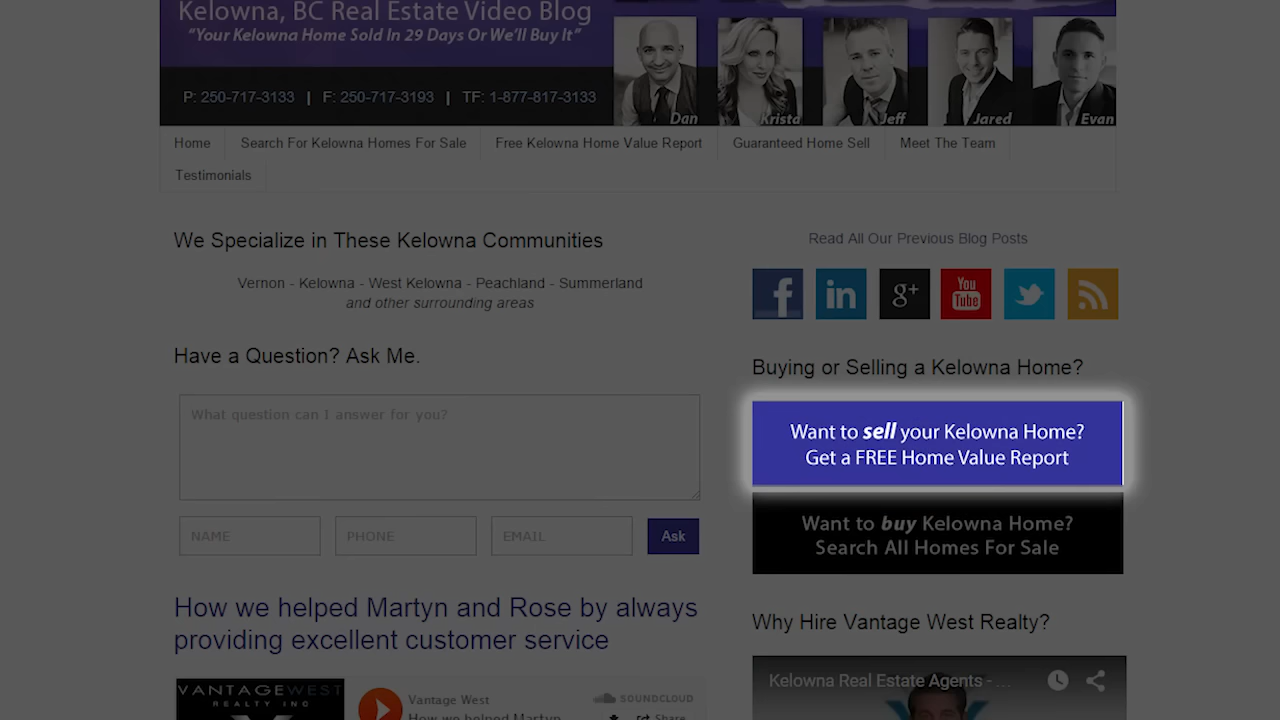 Kelowna, BC Real Estate Video Blog
“Your Kelowna Home Sold In 29 Days Or We’ll Buy It”
P: 250-717-3133 | F: 250-717-3193 | TF: 1-877-817-3133
Dan
Krista
Jeff
Jared
Evan
Home
Search For Kelowna Homes For Sale
Free Kelowna Home Value Report
Guaranteed Home Sell
Meet The Team
Testimonials
We Specialize in These Kelowna Communities
Vernon - Kelowna - West Kelowna - Peachland - Summerland
and other surrounding areas
Have a Question? Ask Me.
What question can I answer for you?
NAME
PHONE
EMAIL
Ask
How we helped Martyn and Rose by always
providing excellent customer service
VANTAGEWEST
REALTY INC
Vantage West
How we helped Martyn
SOUNDCLOUD
Share
Read All Our Previous Blog Posts
f
in
g+
You
Tube
Buying or Selling a Kelowna Home?
Want to sell your Kelowna Home?
Get a FREE Home Value Report
Want to buy Kelowna Home?
Search All Homes For Sale
Why Hire Vantage West Realty?
Kelowna Real Estate Agents - ...